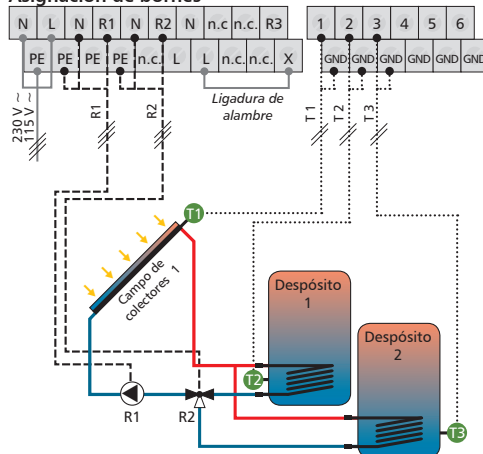 Asignación de bornes
N L N R1 N R2 N L n.c. n.c. R3
1 2 3 4 5 6
PE PE PE n.c. L L n.c. n.c. X
GND GND GND GND GND GND
230 V ~
115 V ~
R1
R2
Ligadura de
alambre
T 1
T 2
T 3
T1
Campo de
colectores 1
Despósito
1
Despósito
2
T2
T3
R1
R2